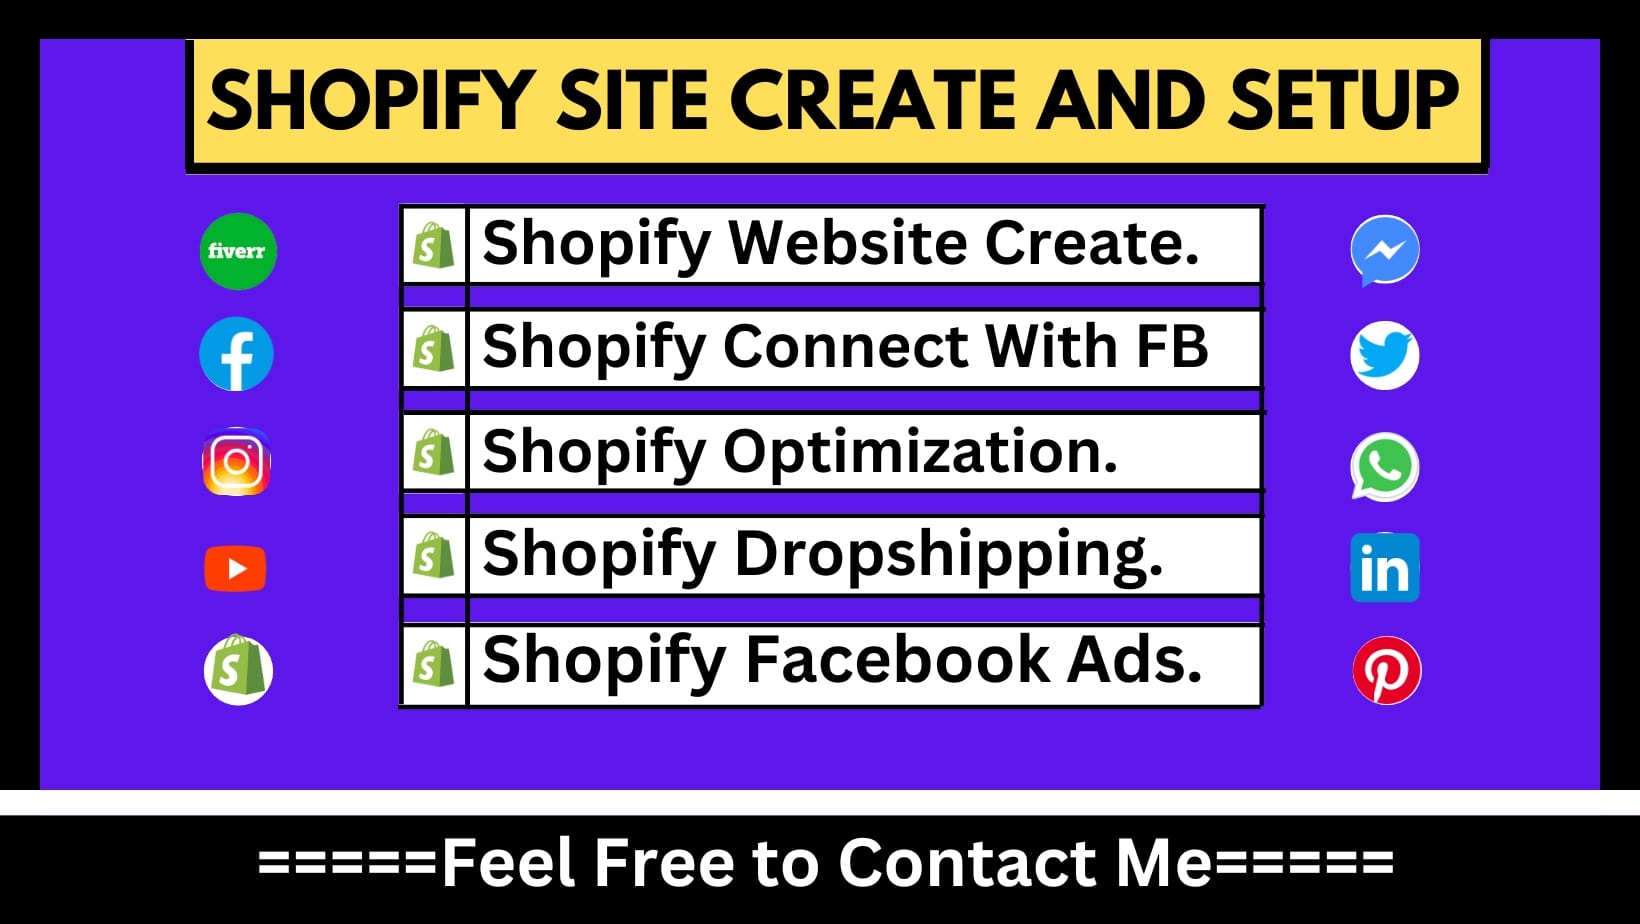 SHOPIFY SITE CREATE AND SETUP
fiverr
Shopify Website Create.
Shopify Connect With FB
Shopify Optimization.
Shopify Dropshipping.
Shopify Facebook Ads.
in
=====Feel Free to Contact Me=====